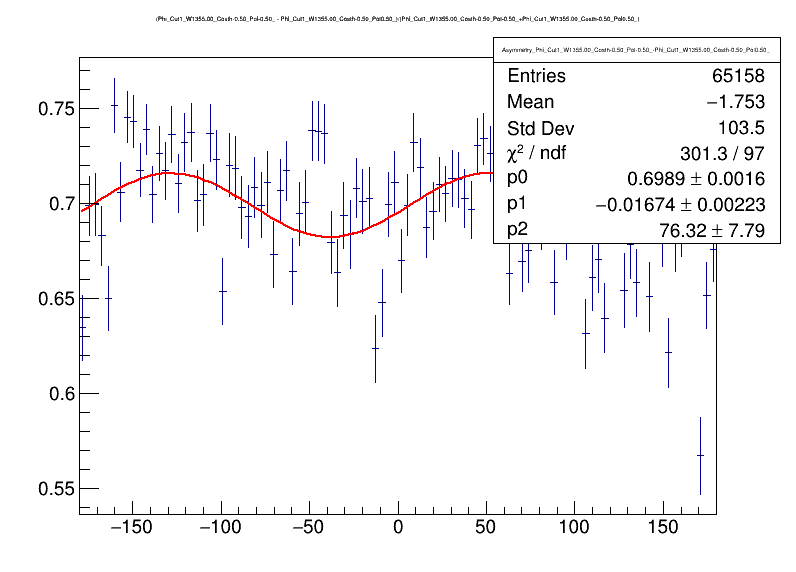 (Phi_Cut1_W1355.00_Costh-0.50_Pol-0.50_ - Phi_Cut1_W1355.00_Costh-0.50_Pol0.50_)/(Phi_Cut1_W1355.00_Costh-0.50_Pol-0.50_+Phi_Cut1_W1355.00_Costh-0.50_Pol0.50_)
Asymmetry_Phi_Cut1_W1355.00_Costh-0.50_Pol-0.50_-Phi_Cut1_W1355.00_Costh-0.50_Pol0.50_
Entries 65158
Mean −1.753
Std Dev 103.5
χ² / ndf 301.3 / 97
p0 0.6989 ± 0.0016
p1 −0.01674 ± 0.00223
p2 76.32 ± 7.79
0.75
0.7
0.65
0.6
0.55
−150 −100 −50 0 50 100 150